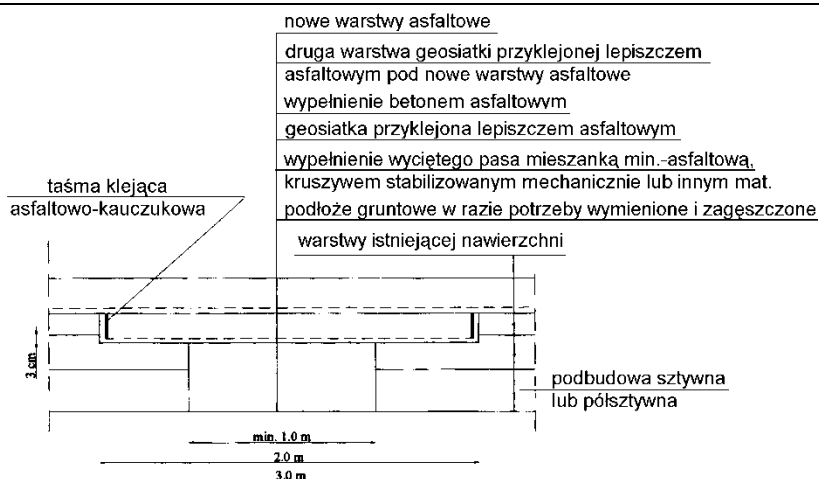 nowe warstwy asfaltowe
druga warstwa geosiatki przyklejonej lepiszczem
asfaltowym pod nowe warstwy asfaltowe
wypełnienie betonem asfaltowym
geosiatka przyklejona lepiszczem asfaltowym
wypełnienie wyciętego pasa mieszanką min.-asfaltową,
kruszywem stabilizowanym mechanicznie lub innym mat.
podłoże gruntowe w razie potrzeby wymienione i zagęszczone
warstwy istniejącej nawierzchni
taśma klejąca
asfaltowo-kauczukowa
3 cm
podbudowa sztywna
lub półsztywna
min. 1.0 m
2.0 m
3.0 m